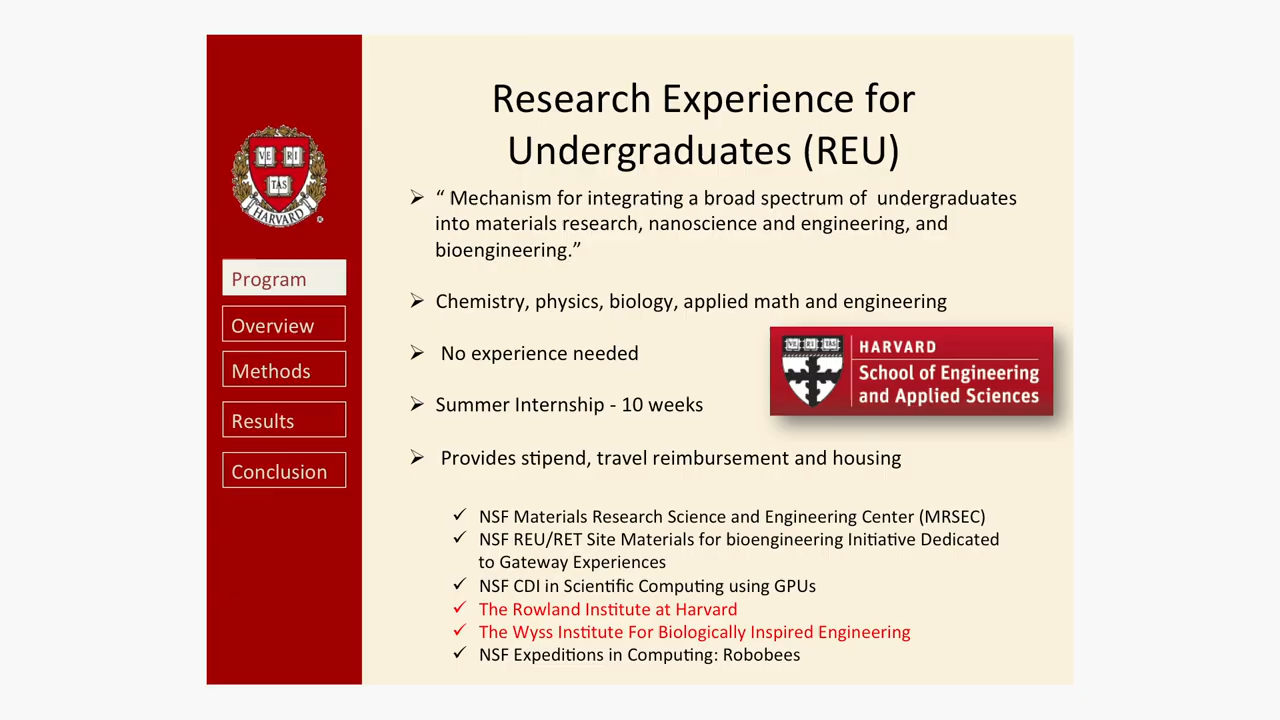 VE RI
TAS
HARVARD
Program
Overview
Methods
Results
Conclusion
Research Experience for
Undergraduates (REU)
“ Mechanism for integrating a broad spectrum of undergraduates
into materials research, nanoscience and engineering, and
bioengineering.”
Chemistry, physics, biology, applied math and engineering
No experience needed
Summer Internship - 10 weeks
VE RI TAS
HARVARD
School of Engineering
and Applied Sciences
Provides stipend, travel reimbursement and housing
NSF Materials Research Science and Engineering Center (MRSEC)
NSF REU/RET Site Materials for bioengineering Initiative Dedicated
to Gateway Experiences
NSF CDI in Scientific Computing using GPUs
The Rowland Institute at Harvard
The Wyss Institute For Biologically Inspired Engineering
NSF Expeditions in Computing: Robobees